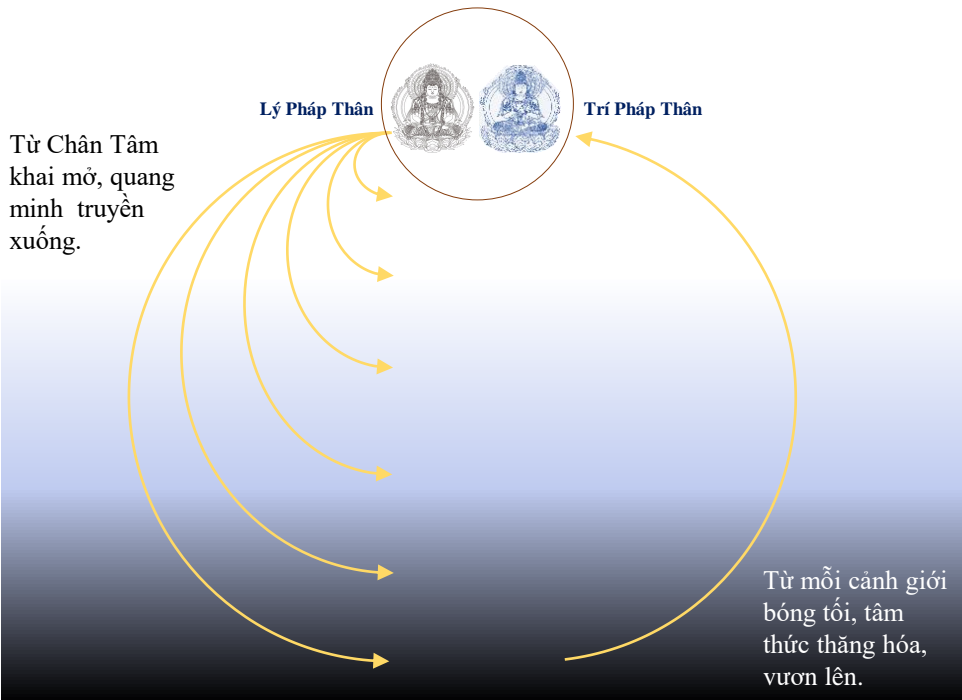 Lý Pháp Thân
Trí Pháp Thân
Từ Chân Tâm
khai mở, quang
minh truyền
xuống.
Từ mỗi cảnh giới
bóng tối, tâm
thức thăng hóa,
vươn lên.